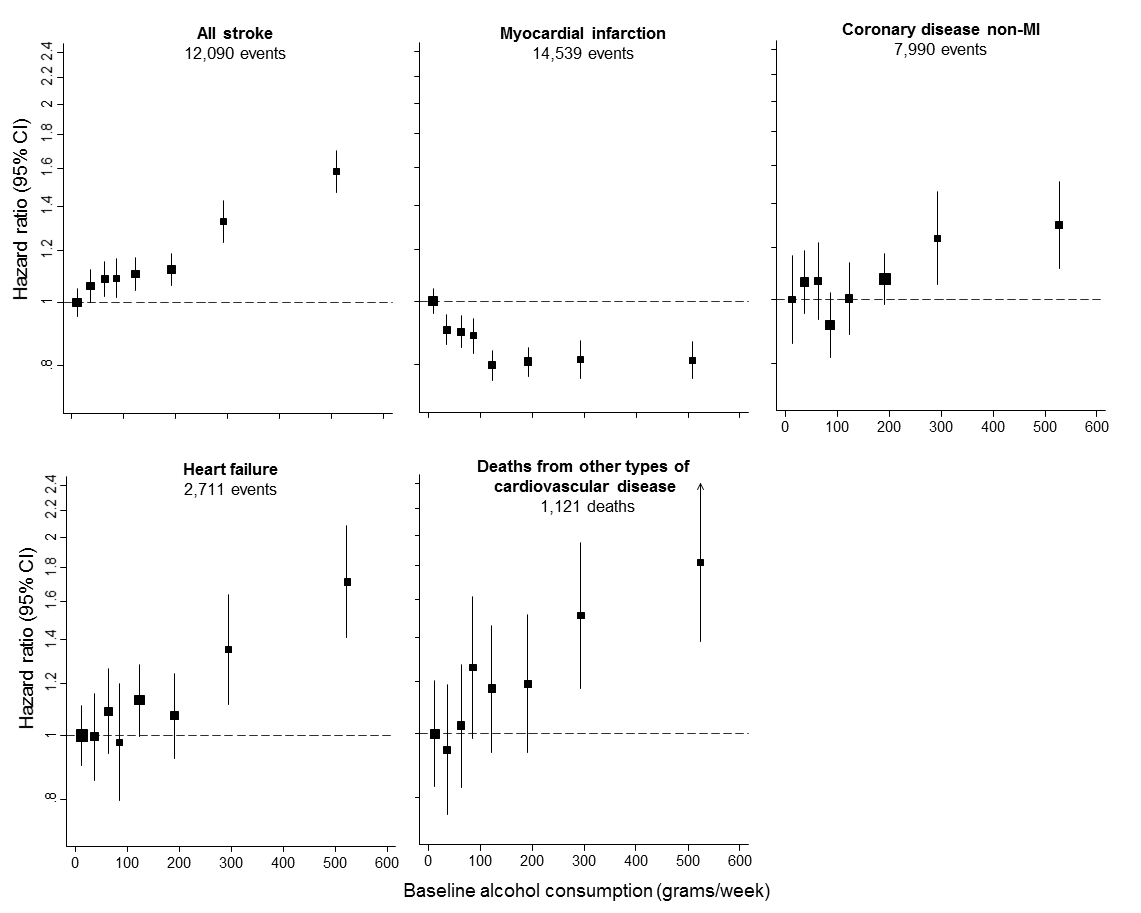 All stroke
12,090 events
Myocardial infarction
14,539 events
Coronary disease non-MI
7,990 events
Hazard ratio (95% CI)
2.4
2.2
2
1.8
1.6
1.4
1.2
1
.8
0 100 200 300 400 500 600
Heart failure
2,711 events
Deaths from other types of
cardiovascular disease
1,121 deaths
Hazard ratio (95% CI)
2.4
2.2
2
1.8
1.6
1.4
1.2
1
.8
0 100 200 300 400 500 600
0 100 200 300 400 500 600
Baseline alcohol consumption (grams/week)